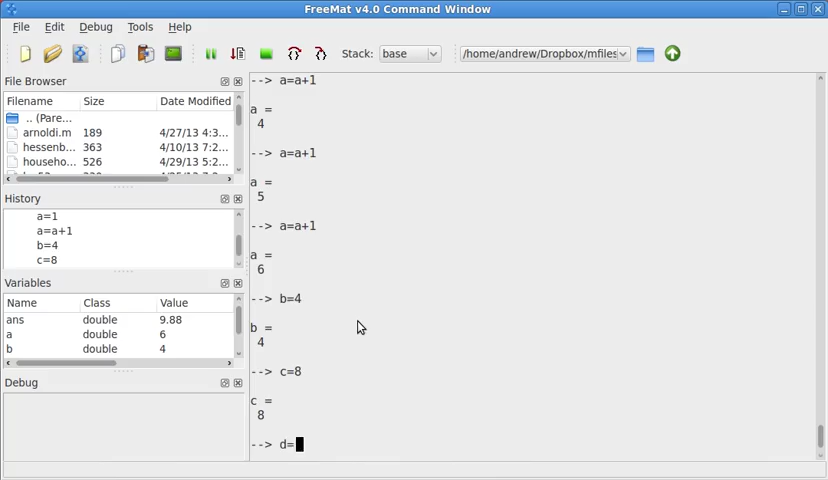 FreeMat v4.0 Command Window
File Edit Debug Tools Help
Stack: base /home/andrew/Dropbox/mfiles
File Browser
Filename Size Date Modified
.. (Pare...
arnoldi.m 189 4/27/13 4:3...
hessenb... 363 4/10/13 7:2...
househo... 526 4/29/13 5:2...
History
a=1
a=a+1
b=4
c=8
Variables
Name Class Value
ans double 9.88
a double 6
b double 4
Debug
--> a=a+1
a =
4
--> a=a+1
a =
5
--> a=a+1
a =
6
--> b=4
b =
4
--> c=8
c =
8
--> d=